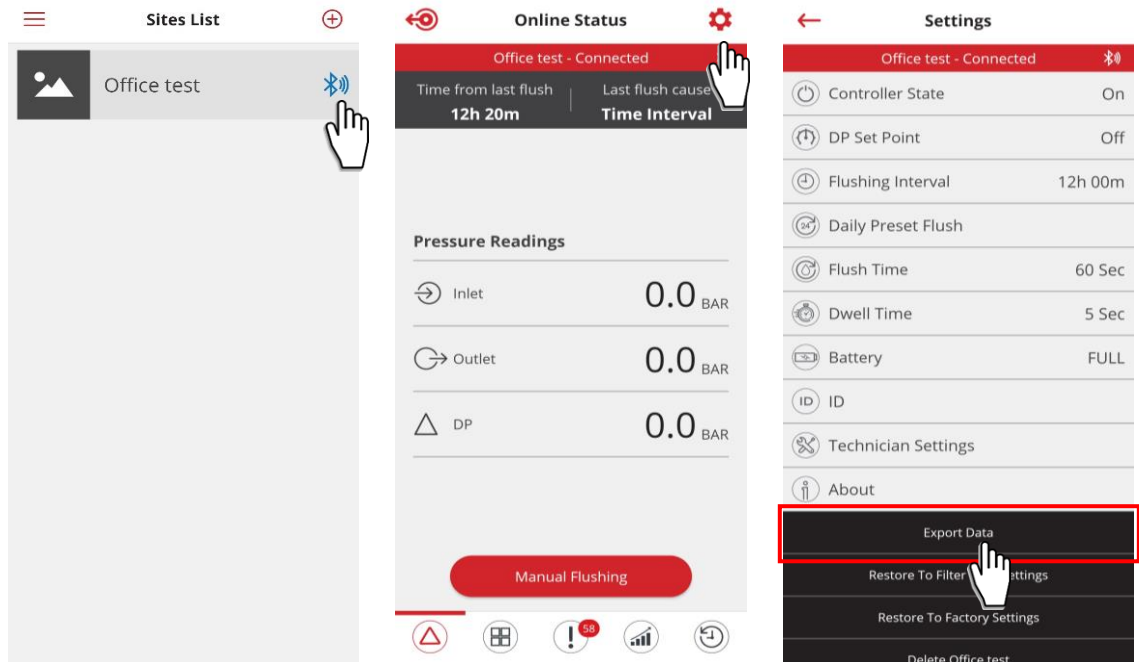 Sites List
Office test
Online Status
Office test - Connected
Time from last flush
Last flush cause
12h 20m
Time Interval
Pressure Readings
Inlet
0.0 BAR
Outlet
0.0 BAR
DP
0.0 BAR
Manual Flushing
58
Settings
Office test - Connected
Controller State
On
DP Set Point
Off
Flushing Interval
12h 00m
24
Daily Preset Flush
Flush Time
60 Sec
Dwell Time
5 Sec
Battery
FULL
ID
ID
Technician Settings
About
Export Data
Restore To Filter ettings
Restore To Factory Settings
Delete Office test